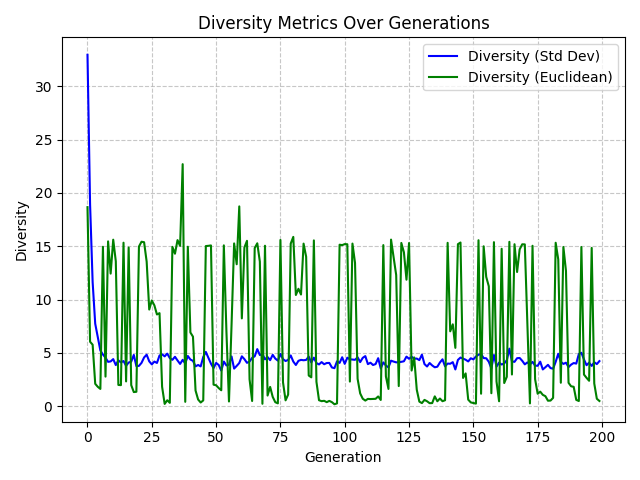 Diversity Metrics Over Generations
Diversity (Std Dev)
Diversity (Euclidean)
Diversity
30
25
20
15
10
5
0
0 25 50 75 100 125 150 175 200
Generation